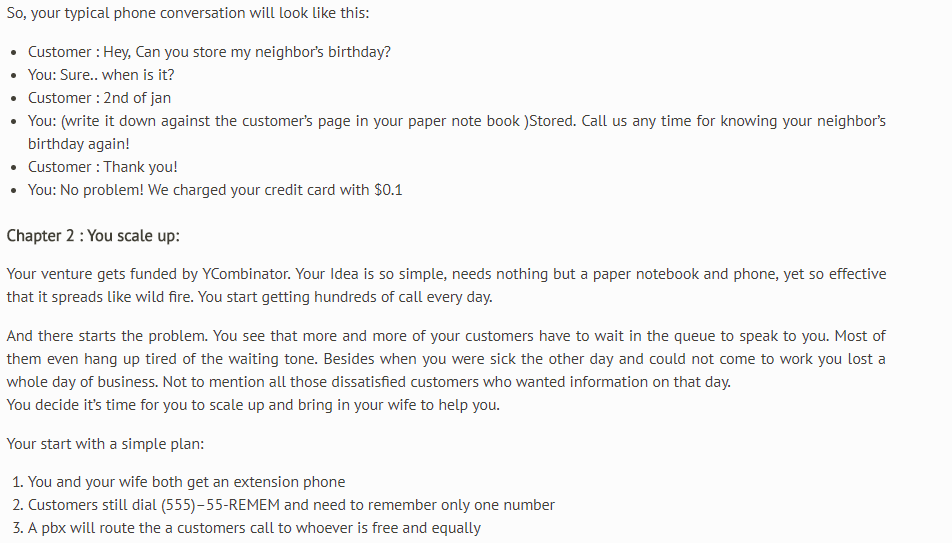 So, your typical phone conversation will look like this:
• Customer : Hey, Can you store my neighbor's birthday?
• You: Sure.. when is it?
• Customer : 2nd of jan
• You: (write it down against the customer's page in your paper note book )Stored. Call us any time for knowing your neighbor's
birthday again!
• Customer : Thank you!
• You: No problem! We charged your credit card with $0.1
Chapter 2 : You scale up:
Your venture gets funded by YCombinator. Your Idea is so simple, needs nothing but a paper notebook and phone, yet so effective
that it spreads like wild fire. You start getting hundreds of call every day.
And there starts the problem. You see that more and more of your customers have to wait in the queue to speak to you. Most of
them even hang up tired of the waiting tone. Besides when you were sick the other day and could not come to work you lost a
whole day of business. Not to mention all those dissatisfied customers who wanted information on that day.
You decide it's time for you to scale up and bring in your wife to help you.
Your start with a simple plan:
1. You and your wife both get an extension phone
2. Customers still dial (555)–55-REMEM and need to remember only one number
3. A pbx will route the a customers call to whoever is free and equally